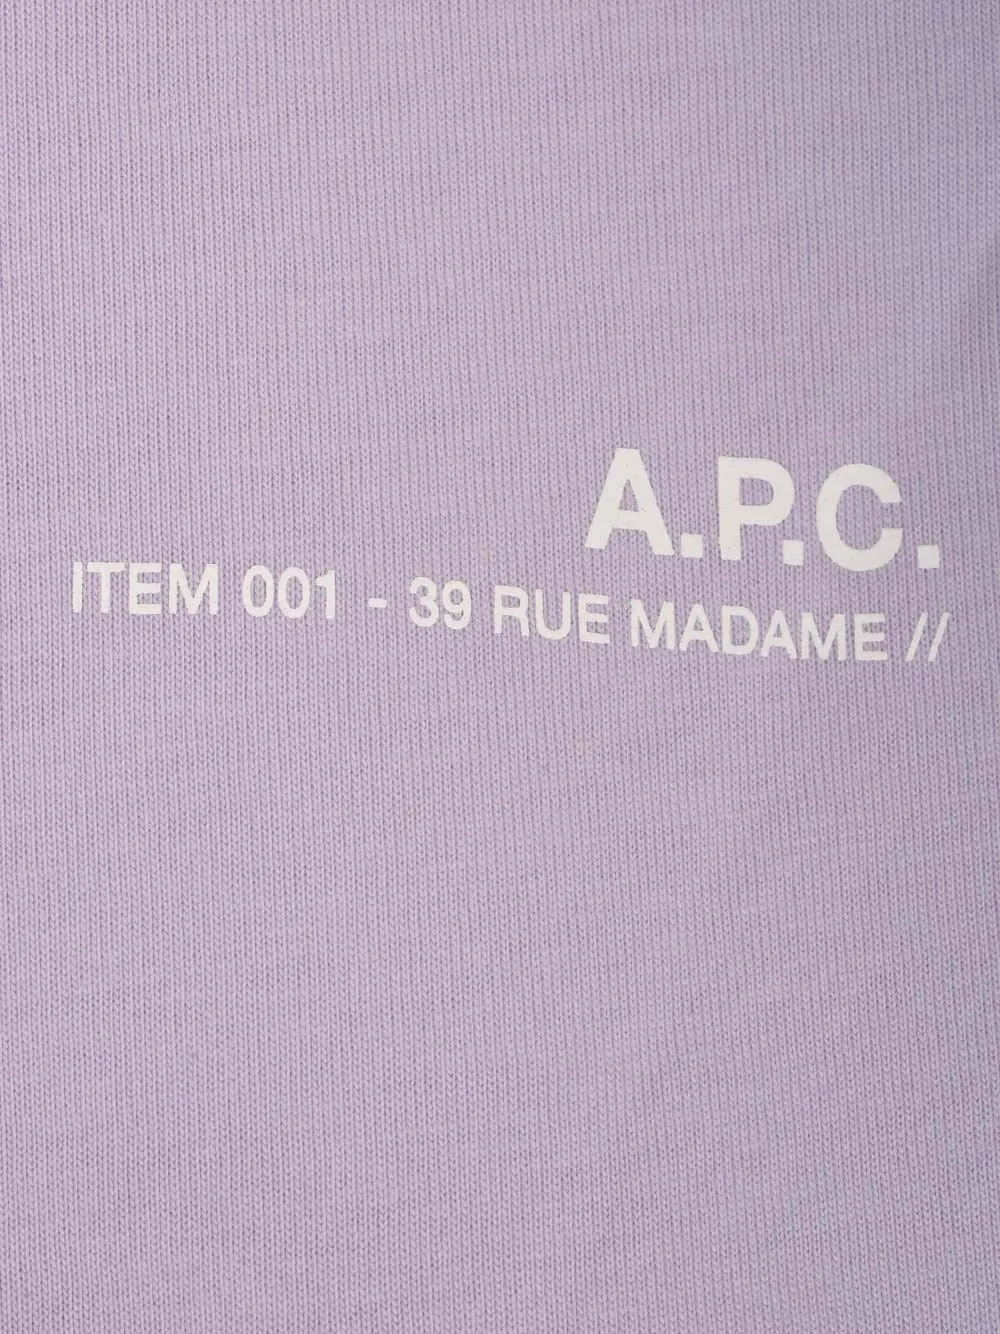 A.P.C.
ITEM 001 - 39 RUE MADAME //